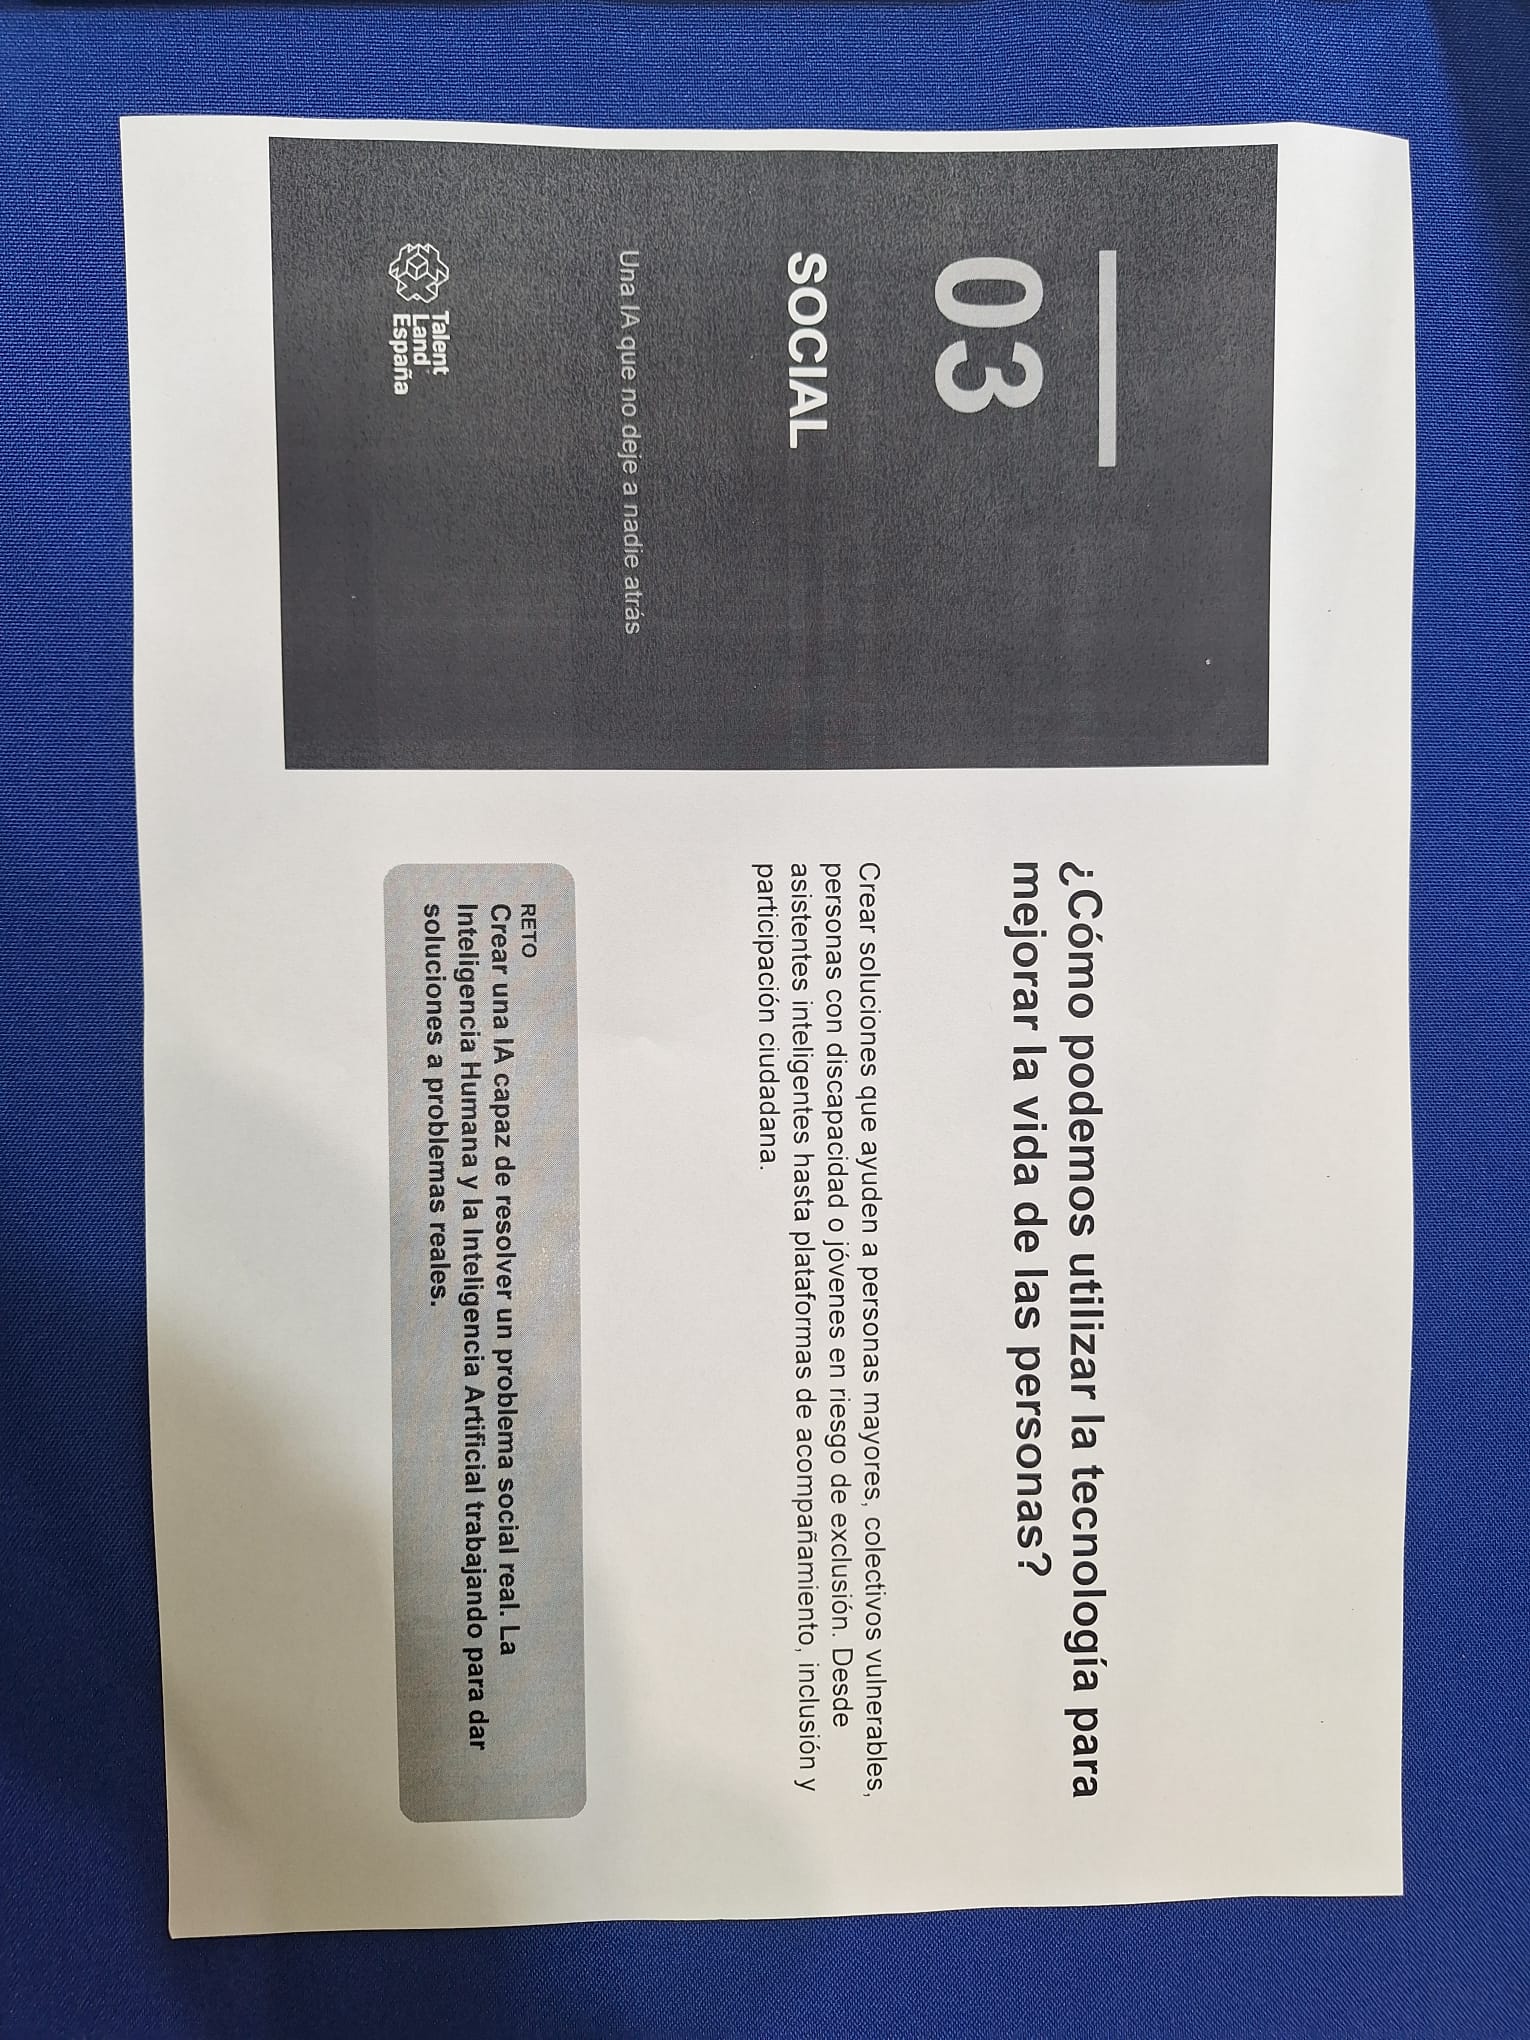 03
SOCIAL
Una IA que no deje a nadie atrás
Talent
Land
España
¿Cómo podemos utilizar la tecnología para
mejorar la vida de las personas?
Crear soluciones que ayuden a personas mayores, colectivos vulnerables,
personas con discapacidad o jóvenes en riesgo de exclusión. Desde
asistentes inteligentes hasta plataformas de acompañamiento, inclusión y
participación ciudadana.
RETO
Crear una IA capaz de resolver un problema social real. La
Inteligencia Humana y la Inteligencia Artificial trabajando para dar
soluciones a problemas reales.